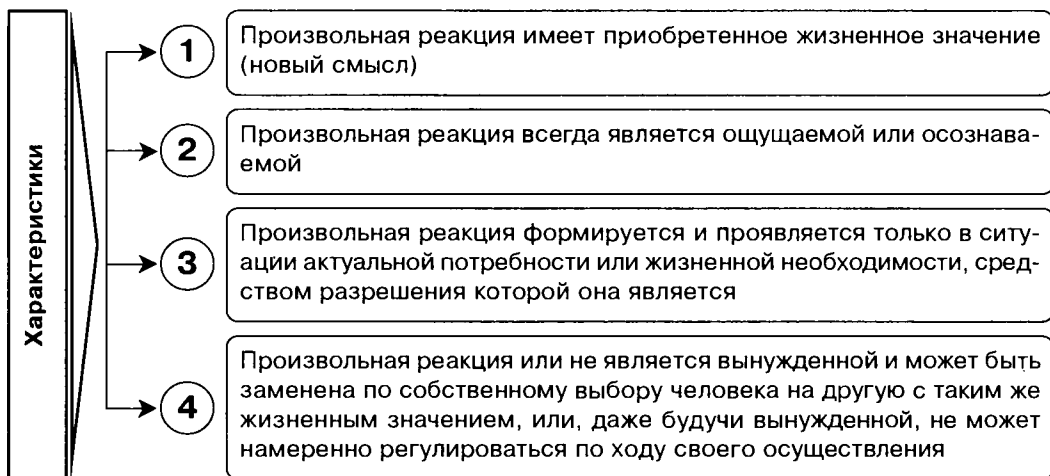 Характеристики
1
Произвольная реакция имеет приобретенное жизненное значение
(новый смысл)
2
Произвольная реакция всегда является ощущаемой или осознава-
емой
3
Произвольная реакция формируется и проявляется только в ситу-
ации актуальной потребности или жизненной необходимости, сред-
ством разрешения которой она является
4
Произвольная реакция или не является вынужденной и может быть
заменена по собственному выбору человека на другую с таким же
жизненным значением, или, даже будучи вынужденной, не может
намеренно регулироваться по ходу своего осуществления